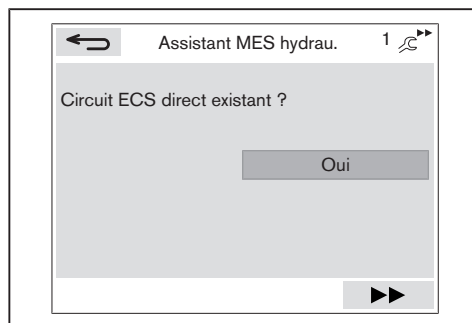 Assistant MES hydrau. 1
Circuit ECS direct existant ?
Oui